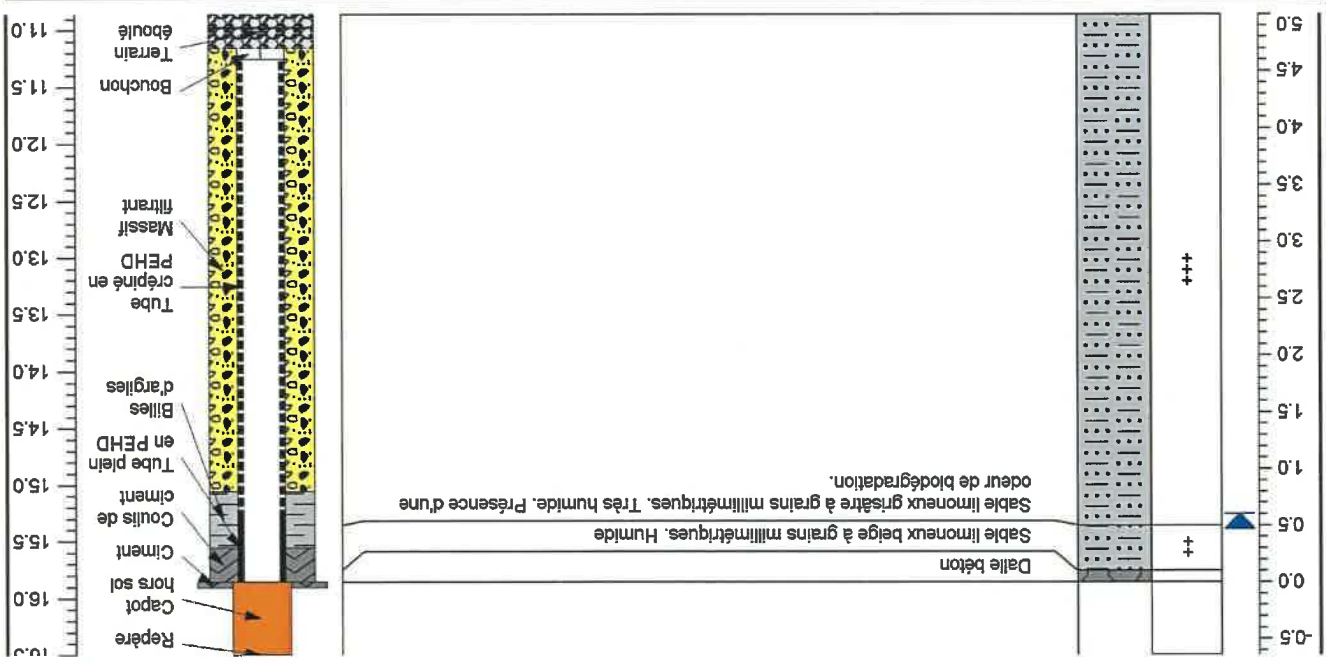 -0.5
0.0
0.5
1.0
1.5
2.0
2.5
3.0
3.5
4.0
4.5
5.0
++
+++
Dalle béton
Sable limoneux beige à grains millimétriques. Humide
Sable limoneux grisâtre à grains millimétriques. Très humide. Présence d'une
odeur de biodégradation.
Repère
Capot
hors sol
Ciment
Coulis de
ciment
Tube plein
en PEHD
Billes
d'argiles
Tube
crépiné en
PEHD
Massif
filtrant
Bouchon
Terrain
éboulé
16.0
15.5
15.0
14.5
14.0
13.5
13.0
12.5
12.0
11.5
11.0